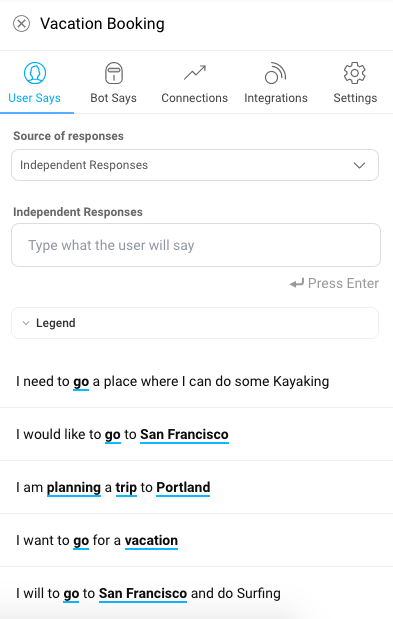 Vacation Booking
User Says Bot Says Connections Integrations Settings
Source of responses
Independent Responses
Independent Responses
Type what the user will say
Press Enter
Legend
I need to go a place where I can do some Kayaking
I would like to go to San Francisco
I am planning a trip to Portland
I want to go for a vacation
I will to go to San Francisco and do Surfing